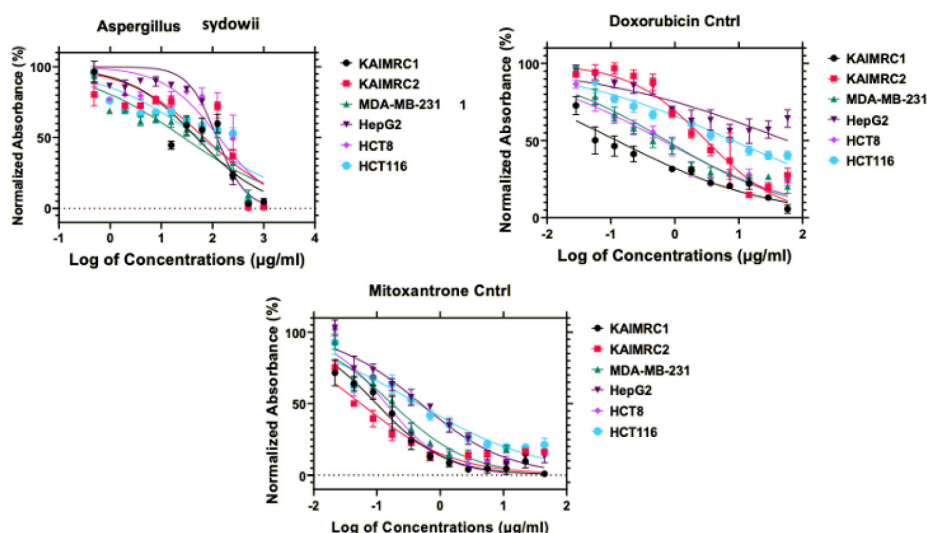 Aspergillus sydowii
Normalized Absorbance (%)
100
50
0
-1 0 1 2 3 4
Log of Concentrations (µg/ml)
KAIMRC1
KAIMRC2
MDA-MB-231 1
HepG2
HCT8
HCT116
Doxorubicin Cntrl
Normalized Absorbance (%)
100
50
0
-2 -1 0 1 2
Log of Concentrations (µg/ml)
KAIMRC1
KAIMRC2
MDA-MB-231
HepG2
HCT8
HCT116
Mitoxantrone Cntrl
Normalized Absorbance (%)
100
50
0
-2 -1 0 1 2
Log of Concentrations (µg/ml)
KAIMRC1
KAIMRC2
MDA-MB-231
HepG2
HCT8
HCT116